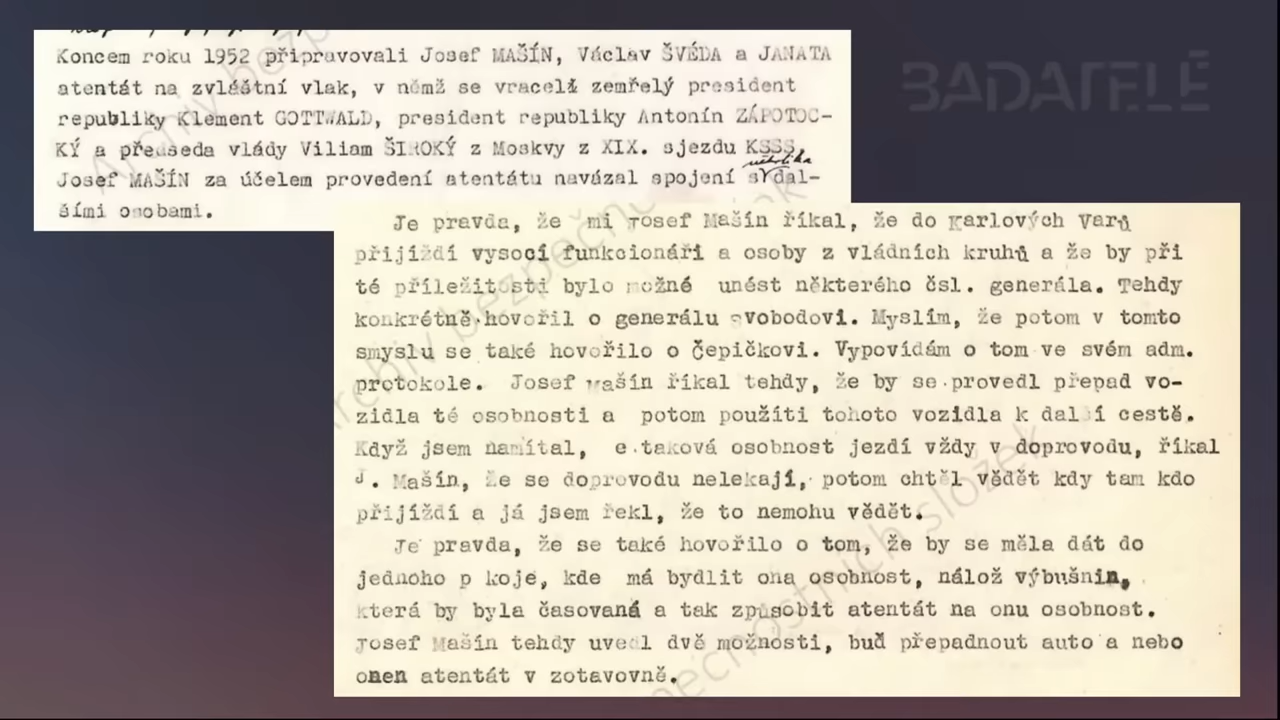 BADATELÉ
Koncem roku 1952 připravovali Josef MAŠÍN, Václav ŠVÉDA a JANATA
atentát na zvláštní vlak, v němž se vraceli zemřelý president
republiky Klement GOTTWALD, president republiky Antonín ZÁPOTOC-
KÝ a předseda vlády Viliam ŠIROKÝ z Moskvy z XIX. sjezdu KSSS,
několika
Josef MAŠÍN za účelem provedení atentátu navázal spojení s dal-
šími osobami.
Je pravda, že mi Josef Mašín říkal, že do Karlových Varů
přijíždí vysocí funkcionáři a osoby z vládních kruhů a že by při
té příležitosti bylo možné unést některého čsl. generála. Tehdy
konkrétně hovořil o generálu Svobodovi. Myslím, že potom v tomto
smyslu se také hovořilo o Čepičkovi. Vypovídám o tom ve svém adm.
protokole. Josef Mašín říkal tehdy, že by se provedl přepad vo-
zidla té osobnosti a potom použíti tohoto vozidla k další cestě.
Když jsem namítal, e taková osobnost jezdí vždy v doprovodu, říkal
J. Mašín, že se doprovodu nelekají, potom chtěl vědět kdy tam kdo
přijíždí a já jsem řekl, že to nemohu vědět.
Je pravda, že se také hovořilo o tom, že by se měla dát do
jednoho p koje, kde má bydlit ona osobnost, nálož výbušnin,
která by byla časovaná a tak způsobit atentát na onu osobnost.
Josef Mašín tehdy uvedl dvě možnosti, buď přepadnout auto a nebo
onen atentát v zotavovně.